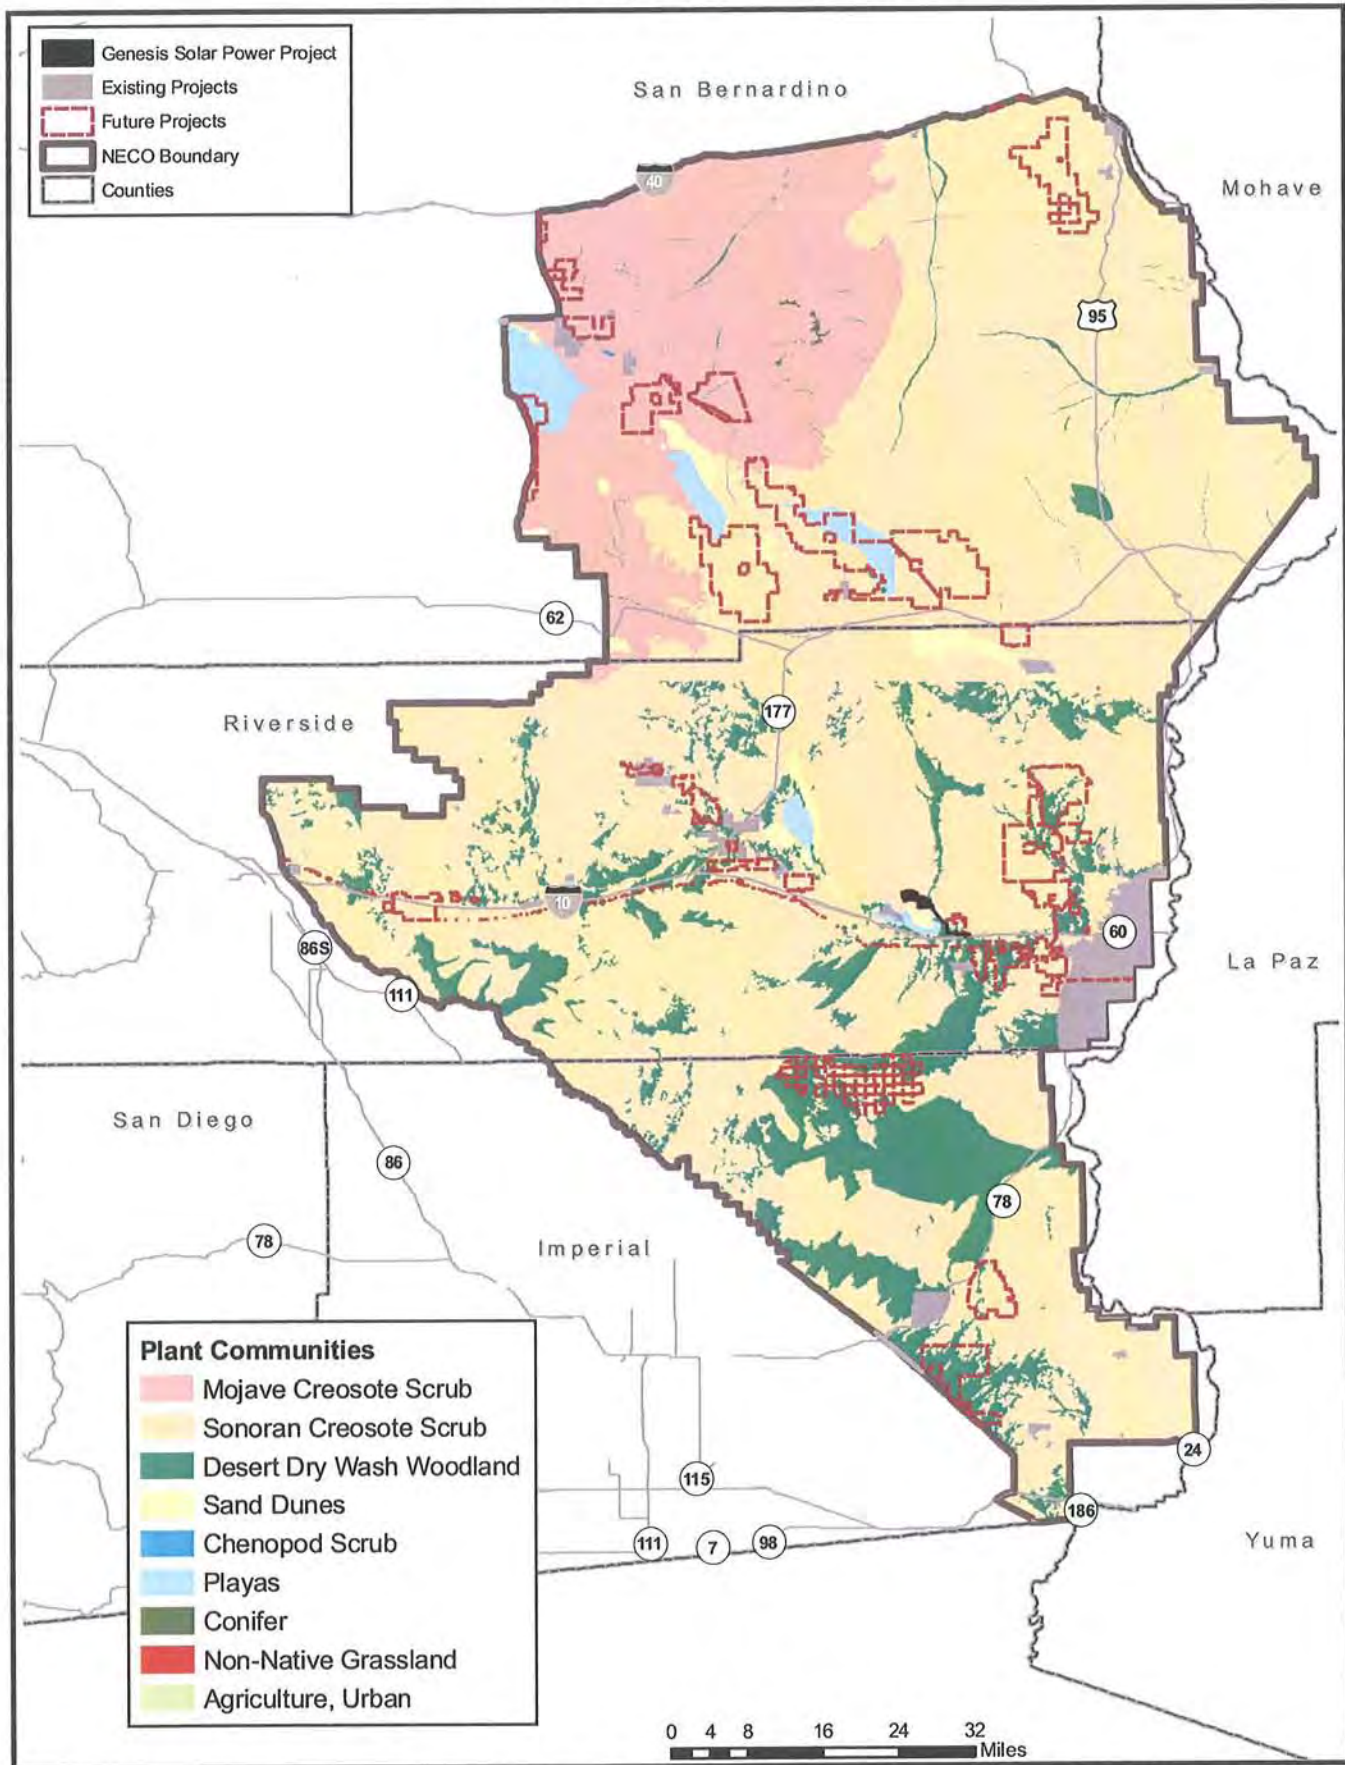 Genesis Solar Power Project
Existing Projects
Future Projects
NECO Boundary
Counties
San Bernardino
40
Mohave
95
62
Riverside
177
10
60
86S
111
La Paz
San Diego
86
78
78
Imperial
Plant Communities
Mojave Creosote Scrub
Sonoran Creosote Scrub
Desert Dry Wash Woodland
Sand Dunes
Chenopod Scrub
Playas
Conifer
Non-Native Grassland
Agriculture, Urban
24
115
186
111
7
98
Yuma
0 4 8 16 24 32
Miles